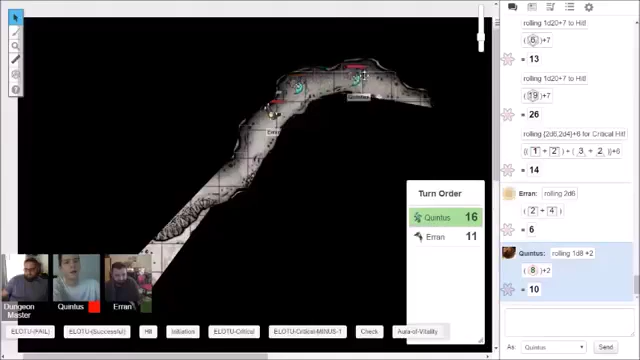 rolling 1d20+7 to Hit!
( 6 )+7
= 13
rolling 1d20+7 to Hit!
( 19 )+7
= 26
rolling {2d6,2d4}+6 for Critical Hit!
{( 1 + 2 ) + ( 3 + 2 )}+6
= 14
Erran: rolling 2d6
( 2 + 4 )
= 6
Quintus: rolling 1d8 +2
( 8 )+2
= 10
Quintus
Erran
Turn Order
Quintus 16
Erran 11
Dungeon Master
Quintus
Erran
ELOTU-(FAIL)
ELOTU-(Successful)
Hit
Initiation
ELOTU-Critical
ELOTU-Critical-MINUS-1
Check
Aura-of-Vitality
As: Quintus
Send